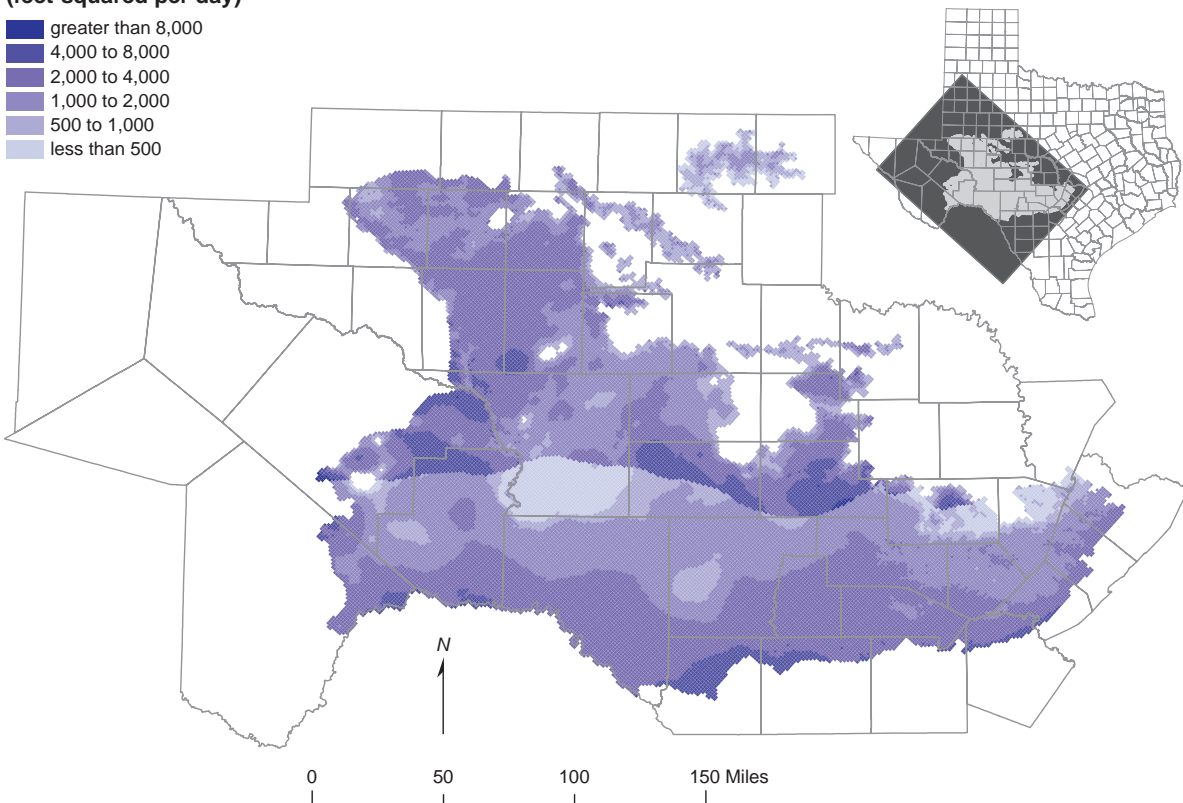 (feet-squared per day)
greater than 8,000
4,000 to 8,000
2,000 to 4,000
1,000 to 2,000
500 to 1,000
less than 500
N
0 50 100 150 Miles